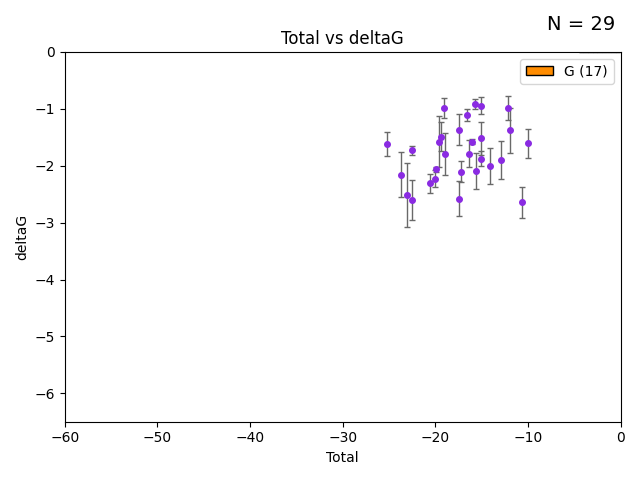 N = 29
Total vs deltaG
G (17)
0
−1
−2
−3
−4
−5
−6
deltaG
−60 −50 −40 −30 −20 −10 0
Total